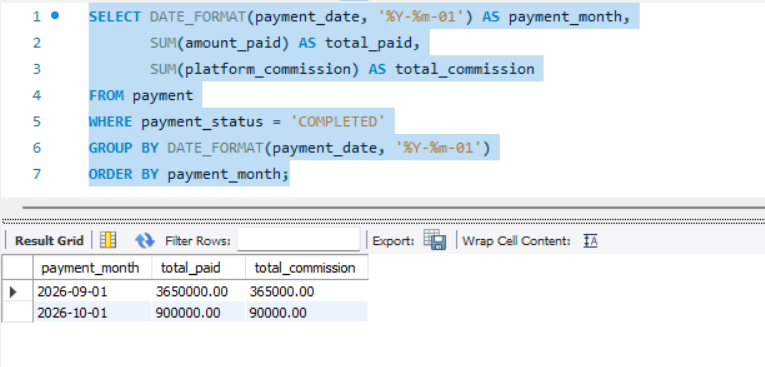 1 SELECT DATE_FORMAT(payment_date, '%Y-%m-01') AS payment_month,
2 SUM(amount_paid) AS total_paid,
3 SUM(platform_commission) AS total_commission
4 FROM payment
5 WHERE payment_status = 'COMPLETED'
6 GROUP BY DATE_FORMAT(payment_date, '%Y-%m-01')
7 ORDER BY payment_month;
Result Grid Filter Rows: Export: Wrap Cell Content: IA
payment_month total_paid total_commission
2026-09-01 3650000.00 365000.00
2026-10-01 900000.00 90000.00